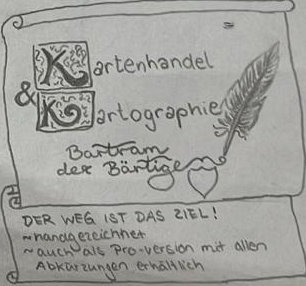 Kartenhandel
&
Kartographie
Bartram
der Bärtige
DER WEG IST DAS ZIEL!
~handgezeichnet
~auch als Pro-version mit allen
Abkürzungen erhältlich